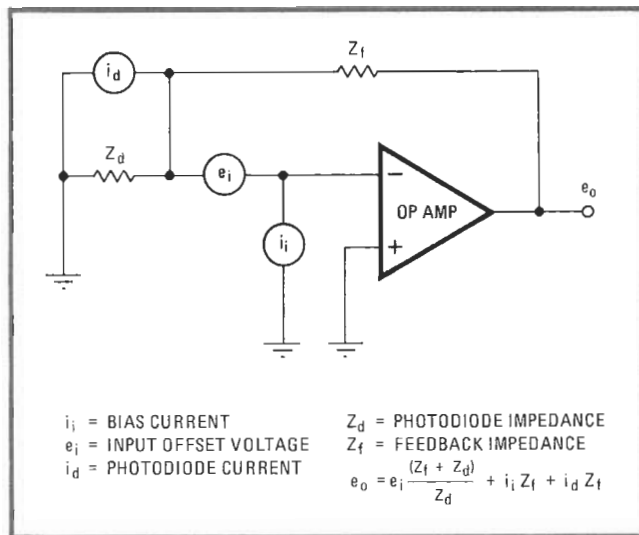 i_d
Z_f
Z_d
e_i
i_i
−
OP AMP
+
e_o
i_i = BIAS CURRENT
e_i = INPUT OFFSET VOLTAGE
i_d = PHOTODIODE CURRENT
Z_d = PHOTODIODE IMPEDANCE
Z_f = FEEDBACK IMPEDANCE
e_o = e_i (Z_f + Z_d) / Z_d + i_i Z_f + i_d Z_f